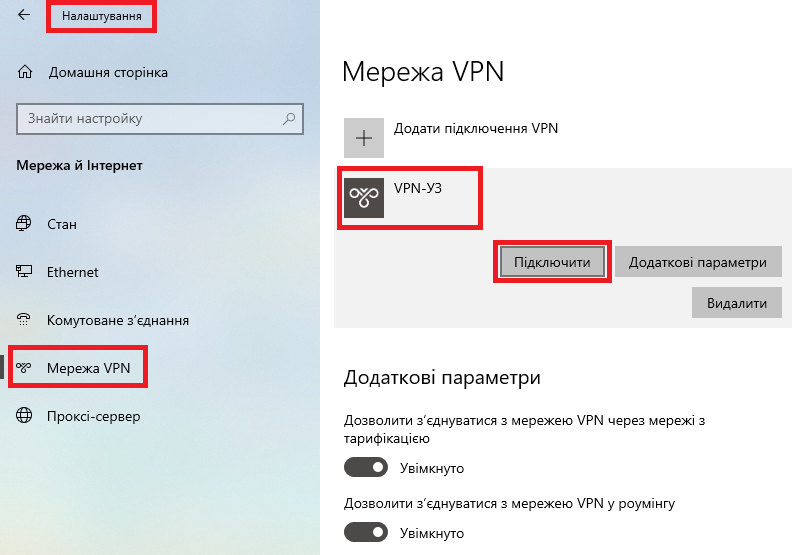 Налаштування
Домашня сторінка
Знайти настройку
Мережа й Інтернет
Стан
Ethernet
Комутоване з’єднання
Мережа VPN
Проксі-сервер
Мережа VPN
Додати підключення VPN
VPN-УЗ
Підключити
Додаткові параметри
Видалити
Додаткові параметри
Дозволити з’єднуватися з мережею VPN через мережі з
тарифікацією
Увімкнуто
Дозволити з’єднуватися з мережею VPN у роумінгу
Увімкнуто